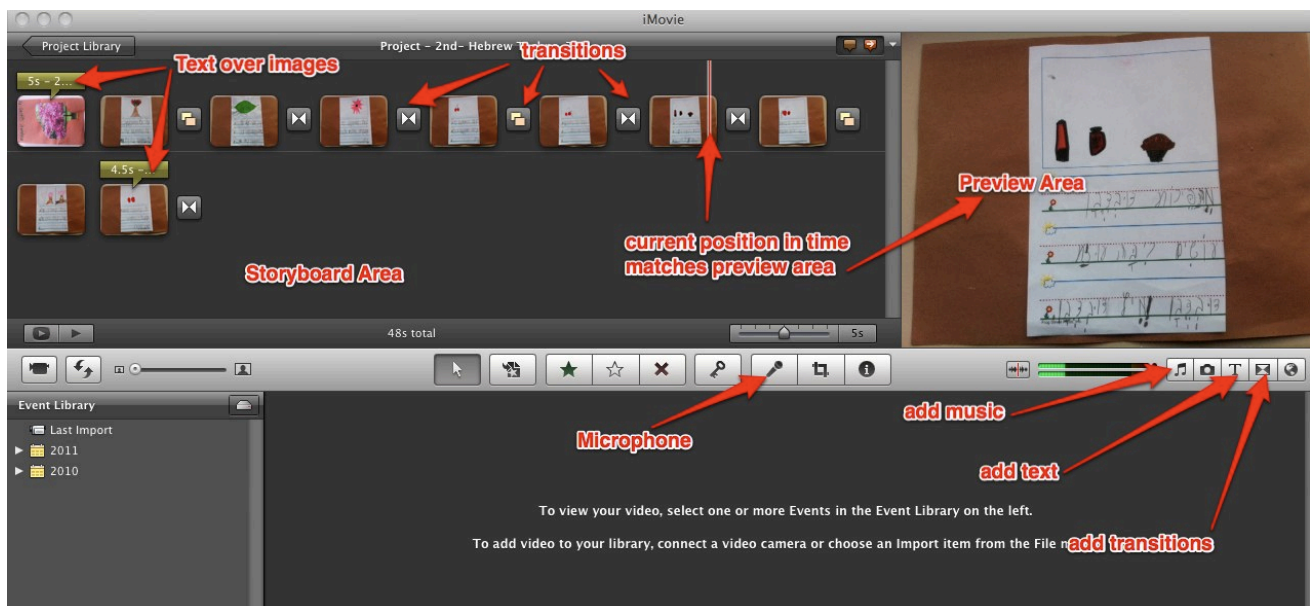 iMovie
Project Library
Project - 2nd- Hebrew
transitions
Text over images
5s - 2...
4.5s -...
Preview Area
current position in time
matches preview area
Storyboard Area
48s total
5s
add music
Microphone
add text
add transitions
Event Library
Last Import
2011
2010
To view your video, select one or more Events in the Event Library on the left.
To add video to your library, connect a video camera or choose an Import item from the File